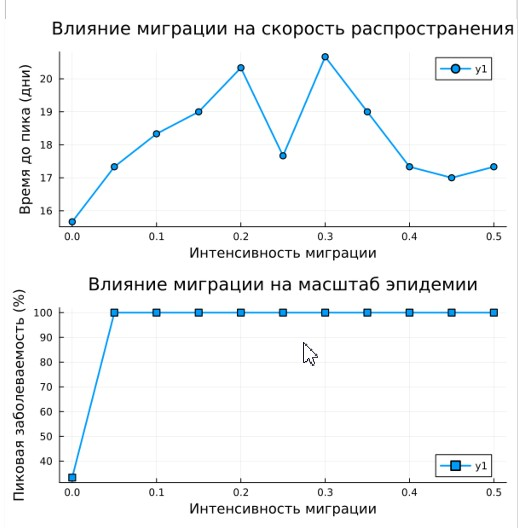 Влияние миграции на скорость распространения
Время до пика (дни)
20
19
18
17
16
y1
0.0 0.1 0.2 0.3 0.4 0.5
Интенсивность миграции
Влияние миграции на масштаб эпидемии
Пиковая заболеваемость (%)
100
90
80
70
60
50
40
y1
0.0 0.1 0.2 0.3 0.4 0.5
Интенсивность миграции